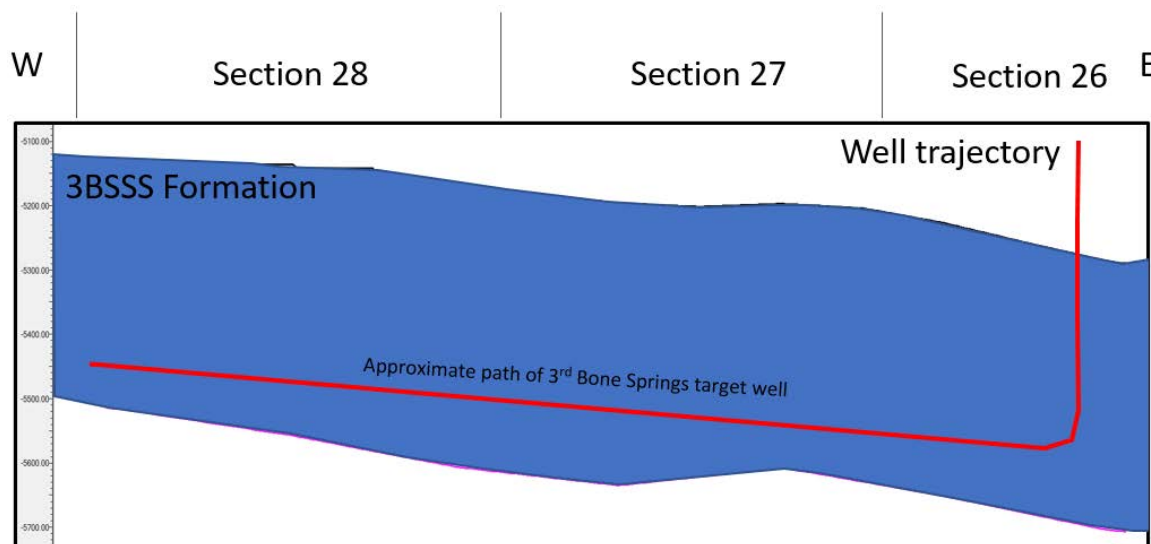 W
Section 28
Section 27
Section 26
E
-5100.00
Well trajectory
3BSSS Formation
-5200.00
-5300.00
-5400.00
Approximate path of 3rd Bone Springs target well
-5500.00
-5600.00
-5700.00